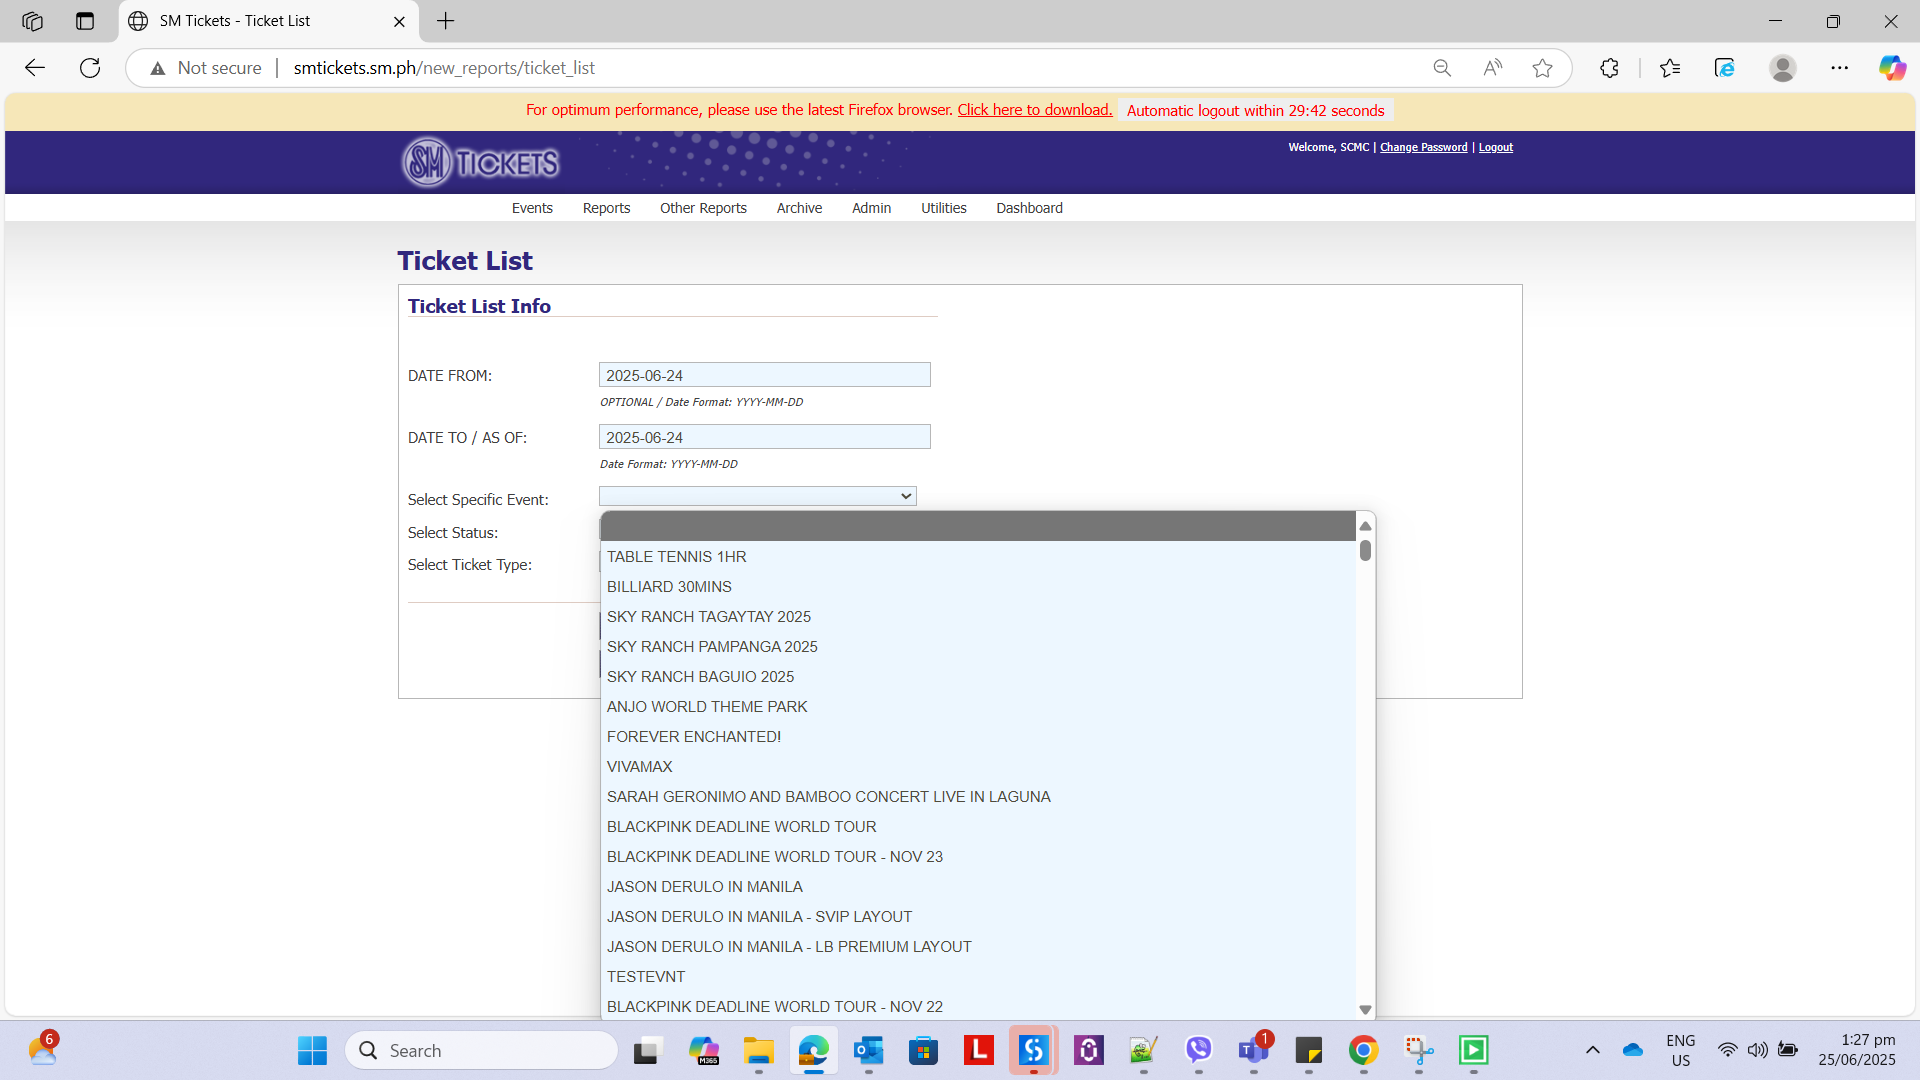 SM Tickets - Ticket List
Not secure
smtickets.sm.ph/new_reports/ticket_list
For optimum performance, please use the latest Firefox browser. Click here to download. Automatic logout within 29:42 seconds
SM TICKETS
Welcome, SCMC | Change Password | Logout
Events Reports Other Reports Archive Admin Utilities Dashboard
Ticket List
Ticket List Info
DATE FROM: 2025-06-24
OPTIONAL / Date Format: YYYY-MM-DD
DATE TO / AS OF: 2025-06-24
Date Format: YYYY-MM-DD
Select Specific Event:
Select Status:
Select Ticket Type:
TABLE TENNIS 1HR
BILLIARD 30MINS
SKY RANCH TAGAYTAY 2025
SKY RANCH PAMPANGA 2025
SKY RANCH BAGUIO 2025
ANJO WORLD THEME PARK
FOREVER ENCHANTED!
VIVAMAX
SARAH GERONIMO AND BAMBOO CONCERT LIVE IN LAGUNA
BLACKPINK DEADLINE WORLD TOUR
BLACKPINK DEADLINE WORLD TOUR - NOV 23
JASON DERULO IN MANILA
JASON DERULO IN MANILA - SVIP LAYOUT
JASON DERULO IN MANILA - LB PREMIUM LAYOUT
TESTEVNT
BLACKPINK DEADLINE WORLD TOUR - NOV 22
6
Search
M365
L
1
ENG
US
1:27 pm
25/06/2025